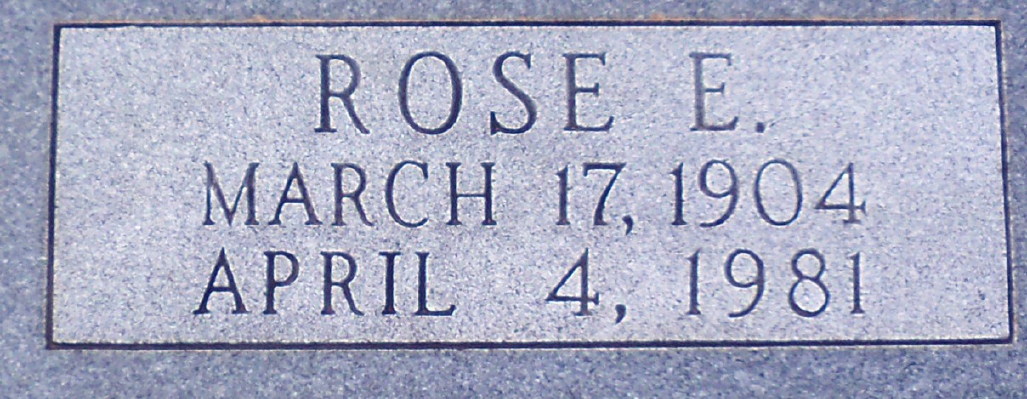 ROSE E.
MARCH 17, 1904
APRIL 4, 1981